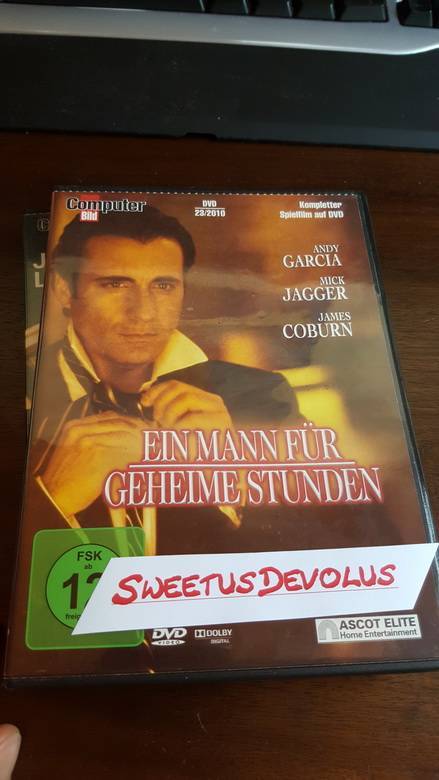 Computer
Bild
DVD
23/2016
Kompletter
Spielfilm auf DVD
ANDY
GARCIA
MICK
JAGGER
JAMES
COBURN
EIN MANN FÜR
GEHEIME STUNDEN
FSK
ab
12
SWEETUSDEVOLUS
DVD
VIDEO
DOLBY
DIGITAL
ASCOT ELITE
Home Entertainment